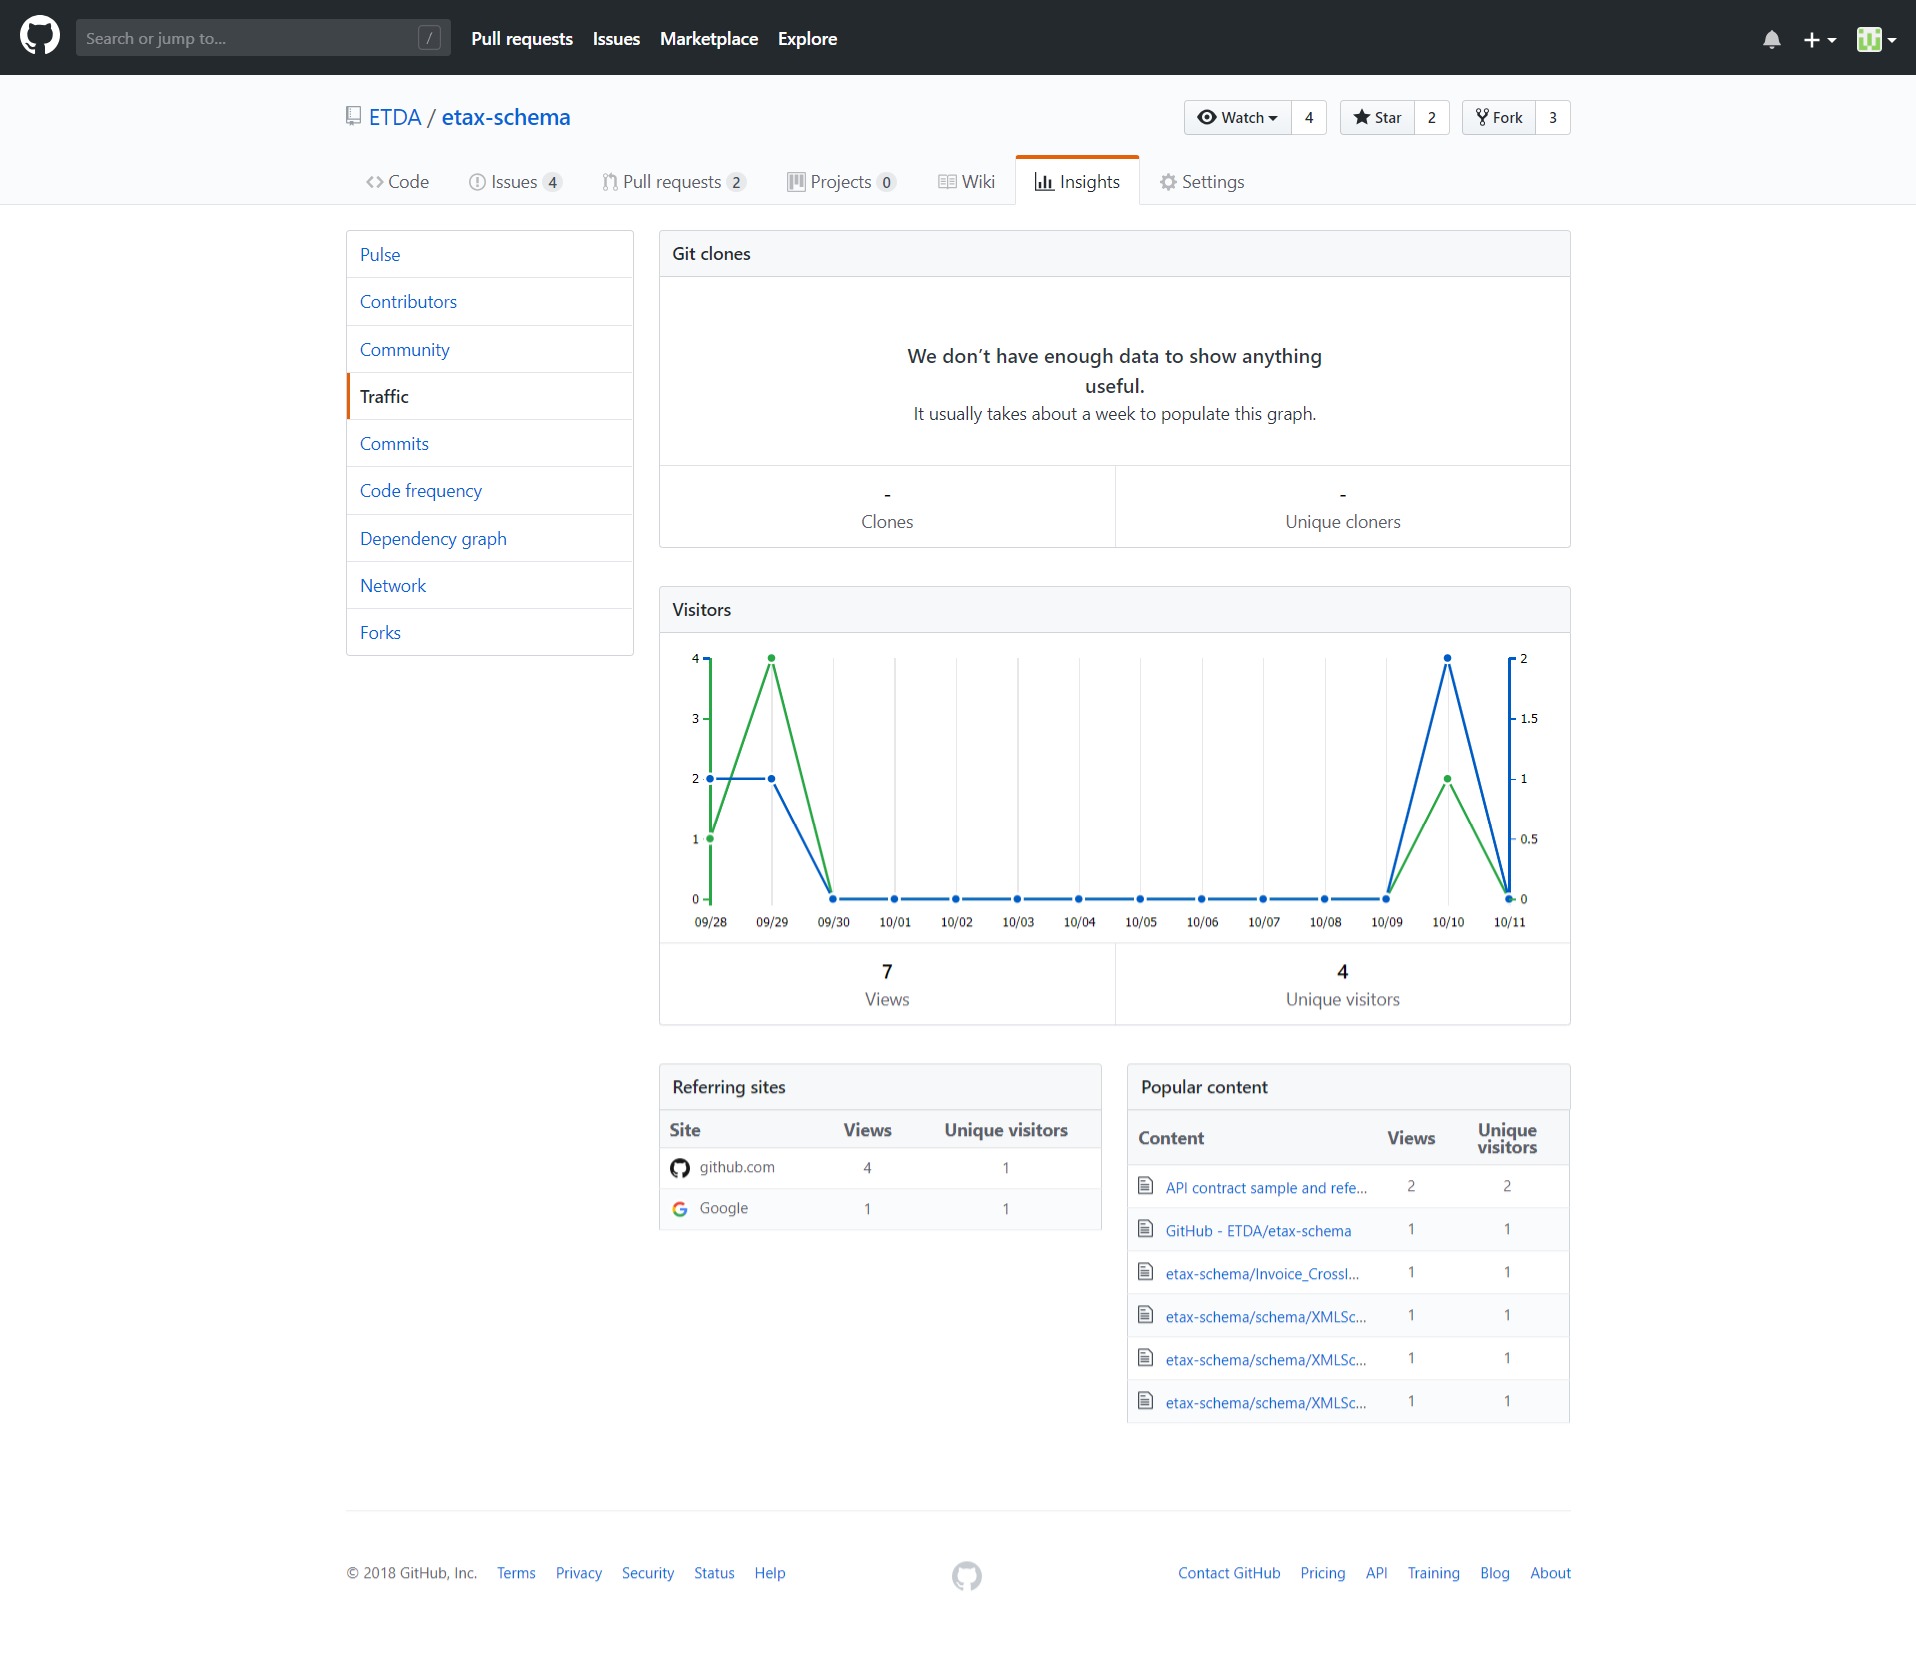 Search or jump to... /
Pull requests Issues Marketplace Explore
ETDA / etax-schema
Watch 4 Star 2 Fork 3
Code Issues 4 Pull requests 2 Projects 0 Wiki Insights Settings
Pulse
Contributors
Community
Traffic
Commits
Code frequency
Dependency graph
Network
Forks
Git clones
We don't have enough data to show anything
useful.
It usually takes about a week to populate this graph.
- -
Clones Unique cloners
Visitors
4 2
3 1.5
2 1
1 0.5
0 0
09/28 09/29 09/30 10/01 10/02 10/03 10/04 10/05 10/06 10/07 10/08 10/09 10/10 10/11
7 4
Views Unique visitors
Referring sites
Site Views Unique visitors
github.com 4 1
Google 1 1
Popular content
Content Views Unique
visitors
API contract sample and refe... 2 2
GitHub - ETDA/etax-schema 1 1
etax-schema/Invoice_CrossI... 1 1
etax-schema/schema/XMLSc... 1 1
etax-schema/schema/XMLSc... 1 1
etax-schema/schema/XMLSc... 1 1
© 2018 GitHub, Inc. Terms Privacy Security Status Help
Contact GitHub Pricing API Training Blog About